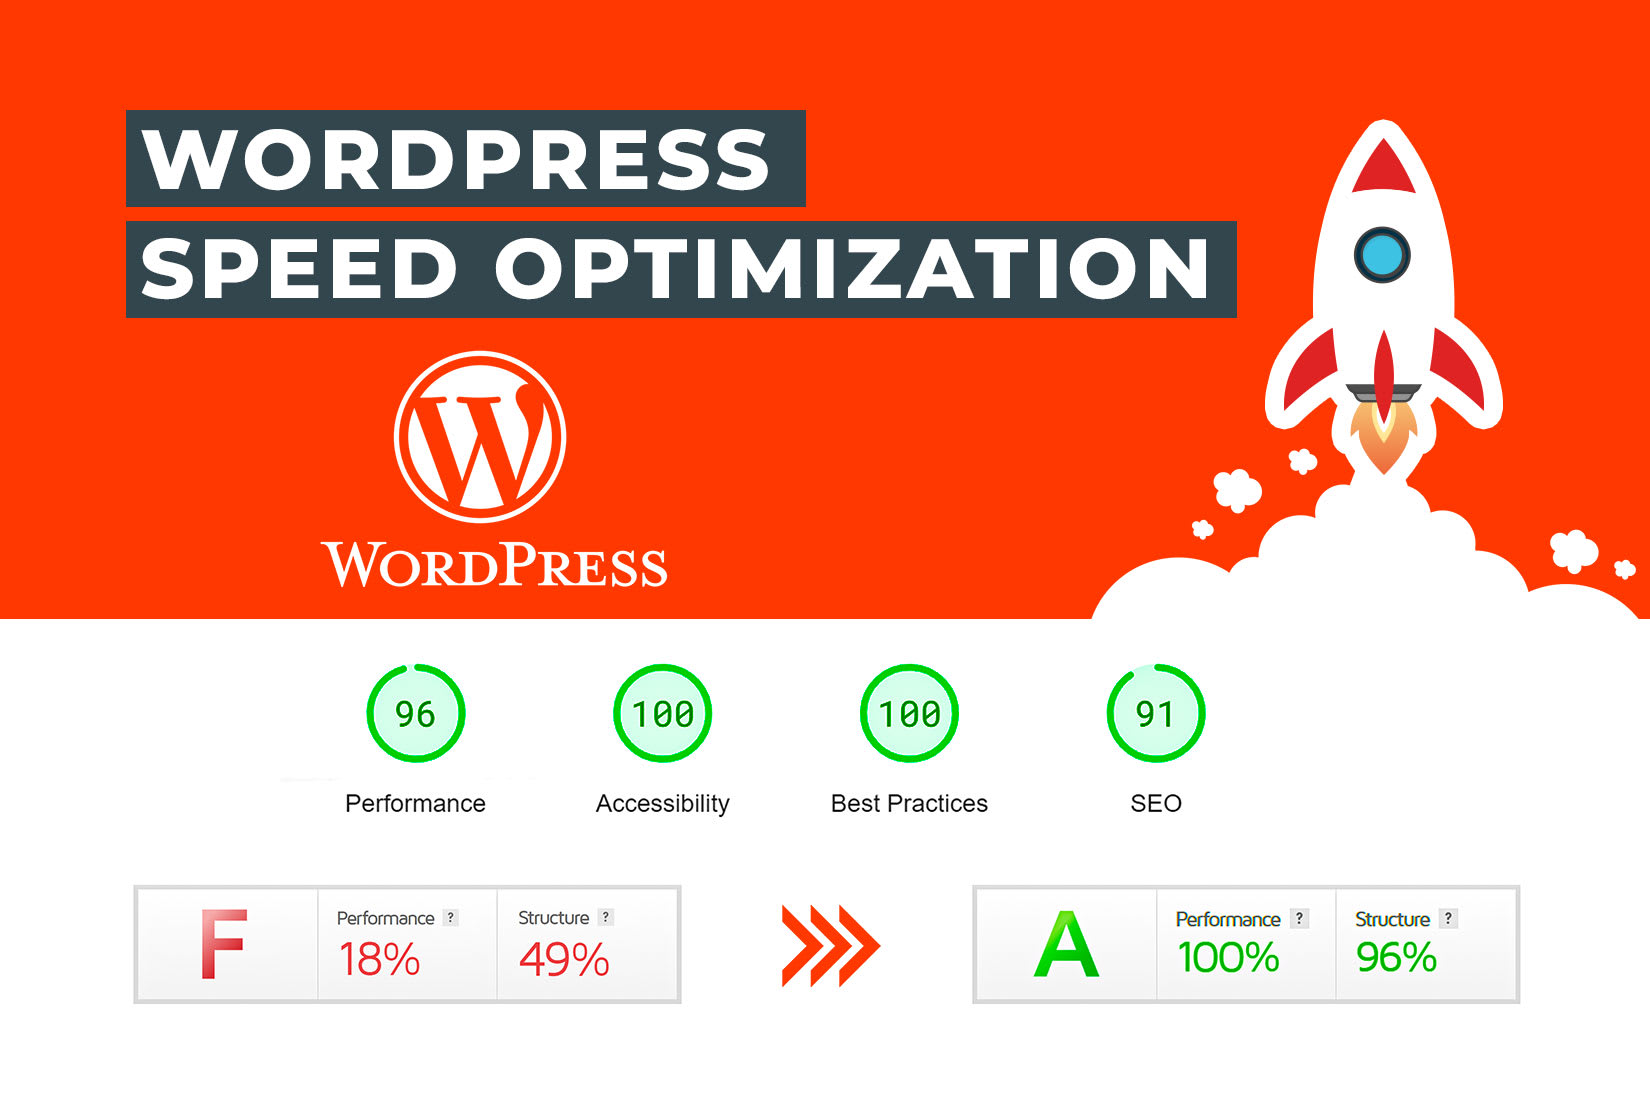 WORDPRESS
SPEED OPTIMIZATION
W
WORDPRESS
96 100 100 91
Performance Accessibility Best Practices SEO
F Performance ? Structure ? A Performance ? Structure ?
18% 49% 100% 96%